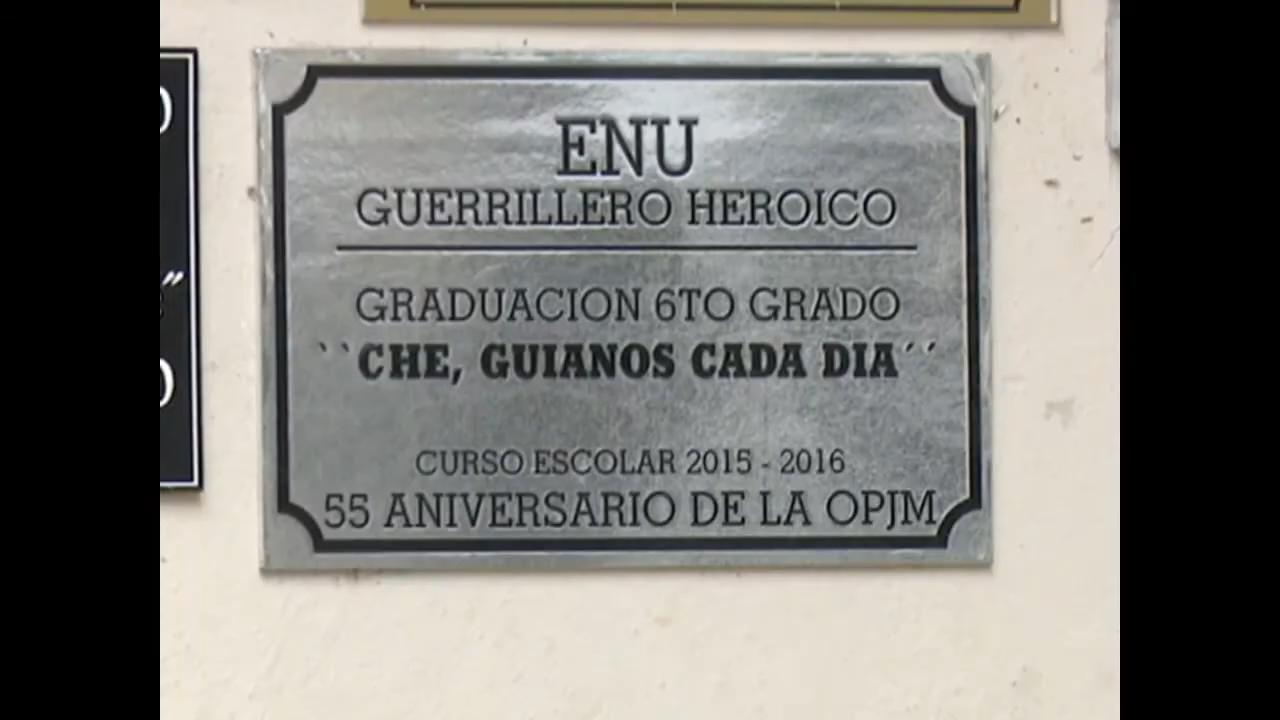 ENU
GUERRILLERO HEROICO
GRADUACION 6TO GRADO
``CHE, GUIANOS CADA DIA´´
CURSO ESCOLAR 2015 - 2016
55 ANIVERSARIO DE LA OPJM